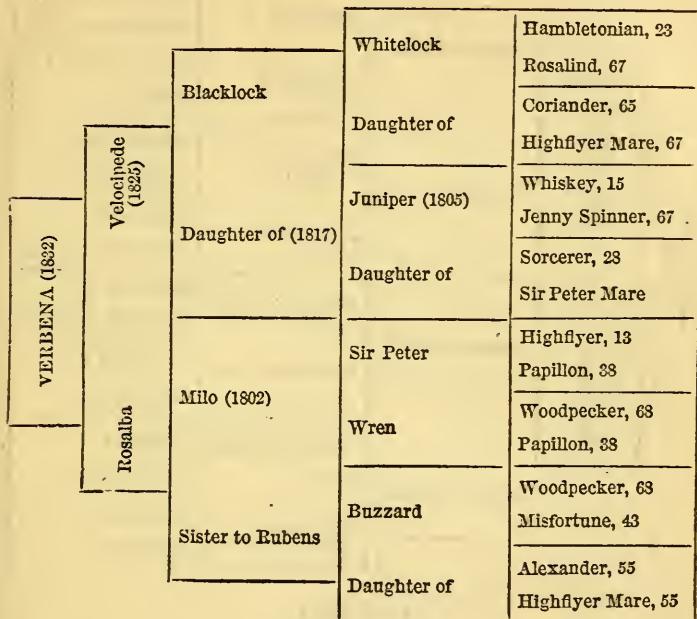 VERBENA (1832)
Velocipede
(1825)
Rosalba
Blacklock
Daughter of (1817)
Milo (1802)
Sister to Rubens
Whitelock
Daughter of
Juniper (1805)
Daughter of
Sir Peter
Wren
Buzzard
Daughter of
Hambletonian, 23
Rosalind, 67
Coriander, 65
Highflyer Mare, 67
Whiskey, 15
Jenny Spinner, 67
Sorcerer, 23
Sir Peter Mare
Highflyer, 13
Papillon, 38
Woodpecker, 63
Papillon, 38
Woodpecker, 63
Misfortune, 43
Alexander, 55
Highflyer Mare, 55